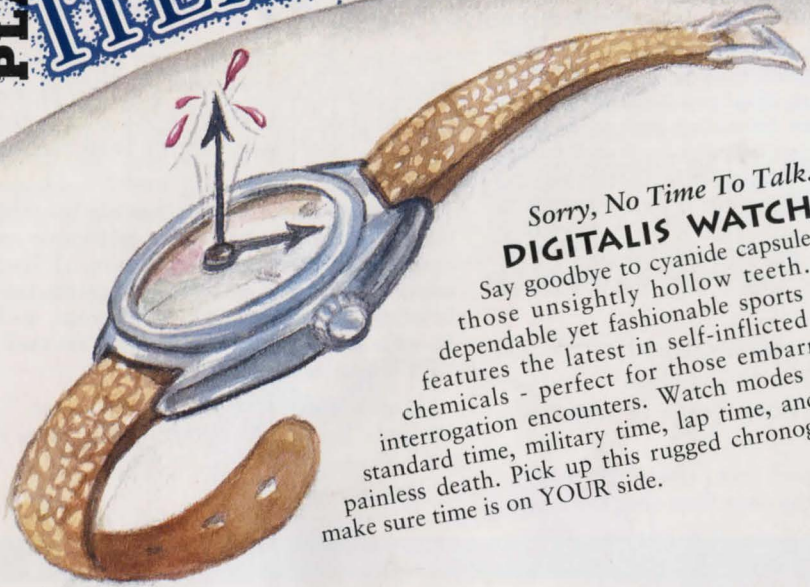 Sorry, No Time To Talk.
DIGITALIS WATCH
Say goodbye to cyanide capsule
those unsightly hollow teeth.
dependable yet fashionable sports
features the latest in self-inflicted
chemicals - perfect for those embarr
interrogation encounters. Watch modes
standard time, military time, lap time, and
painless death. Pick up this rugged chronog
make sure time is on YOUR side.